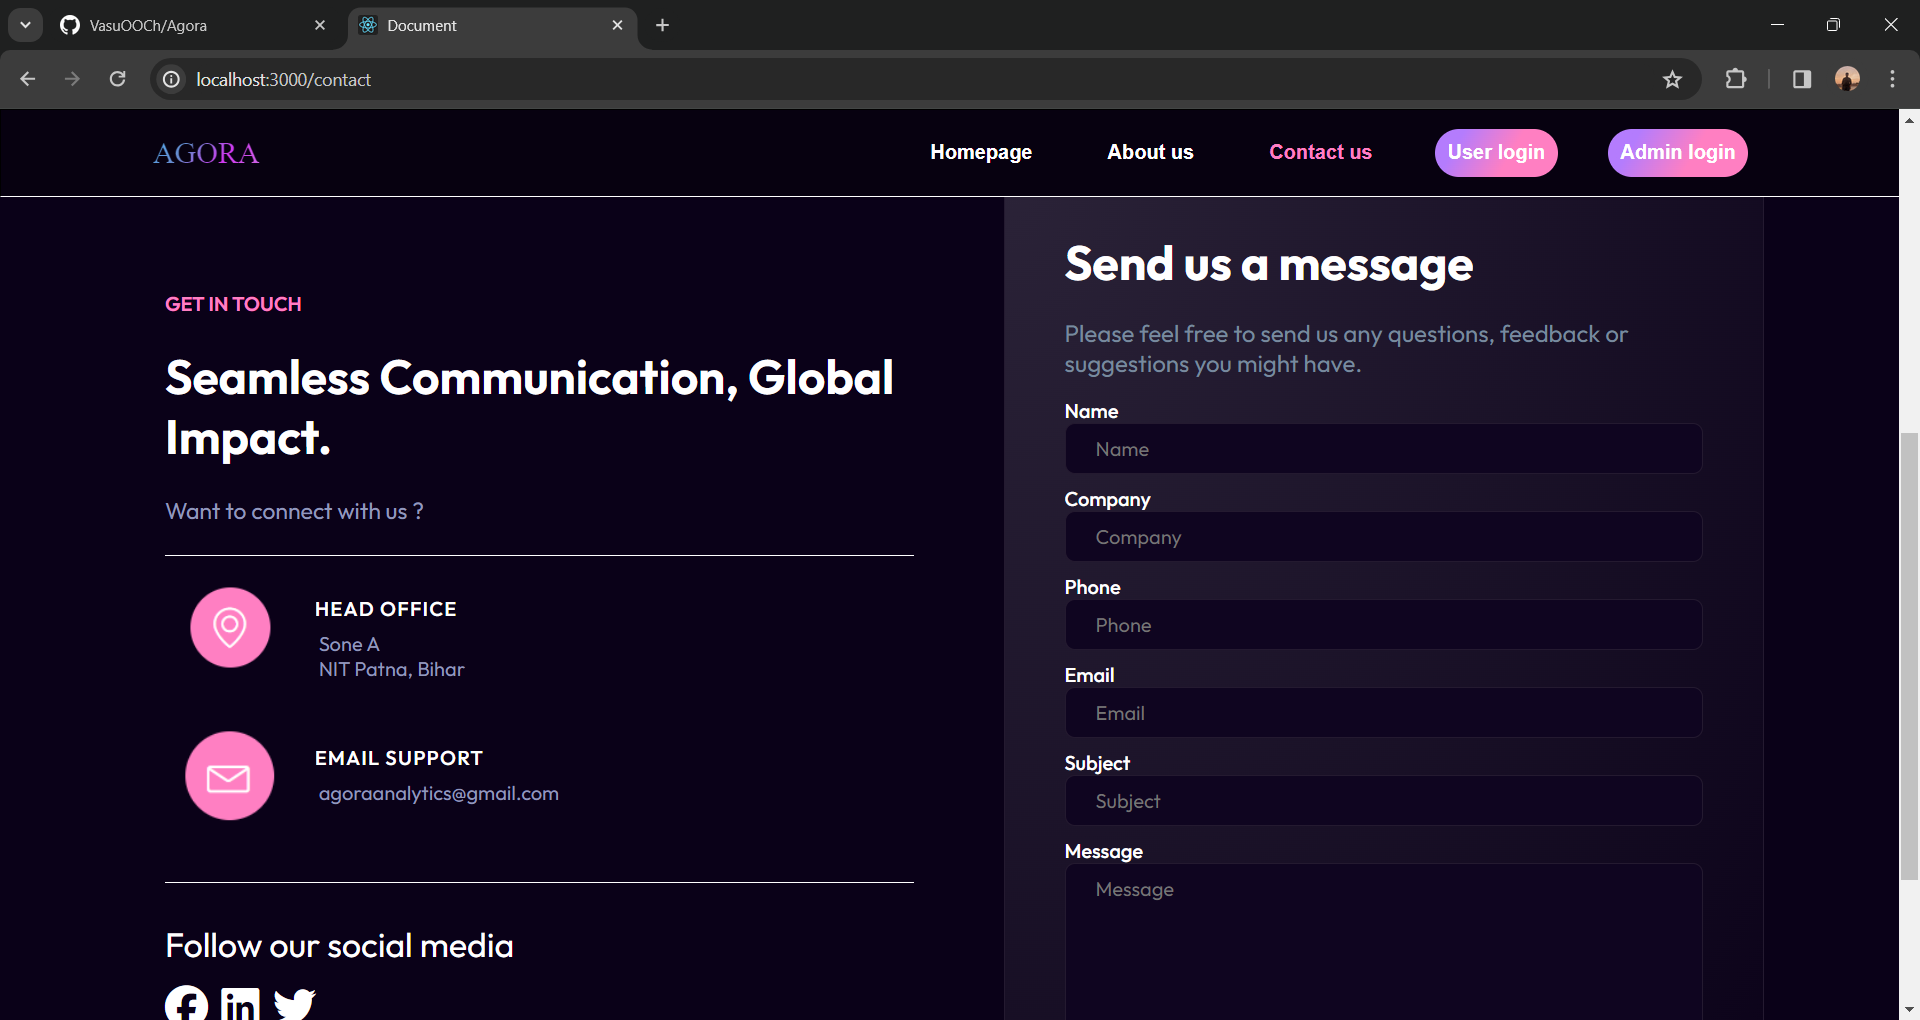 VasuOOCh/Agora
Document
localhost:3000/contact
AGORA
Homepage
About us
Contact us
User login
Admin login
GET IN TOUCH
Seamless Communication, Global
Impact.
Want to connect with us ?
HEAD OFFICE
Sone A
NIT Patna, Bihar
EMAIL SUPPORT
agoraanalytics@gmail.com
Follow our social media
Send us a message
Please feel free to send us any questions, feedback or
suggestions you might have.
Name
Name
Company
Company
Phone
Phone
Email
Email
Subject
Subject
Message
Message